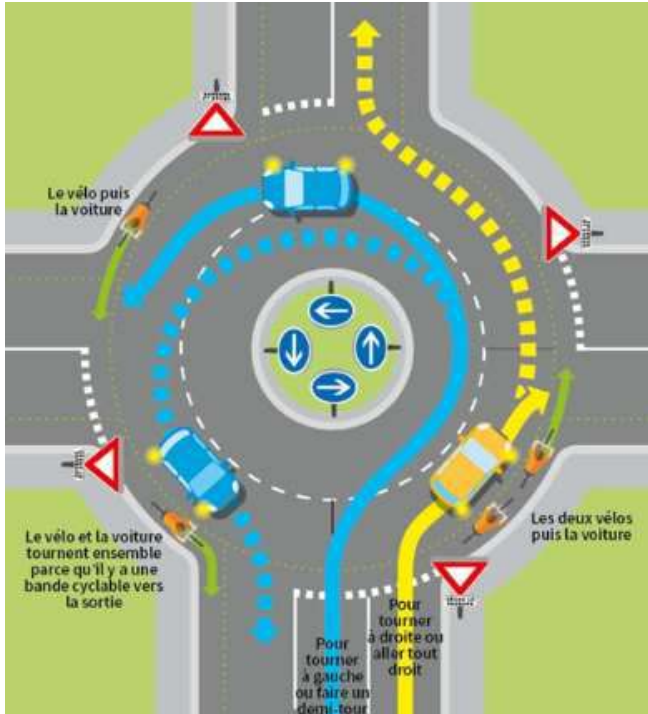 Le vélo puis
la voiture
Le vélo et la voiture
tournent ensemble
parce qu'il y a une
bande cyclable vers
la sortie
Pour
tourner
à gauche
ou faire un
demi-tour
Pour
tourner
à droite ou
aller tout
droit
Les deux vélos
puis la voiture